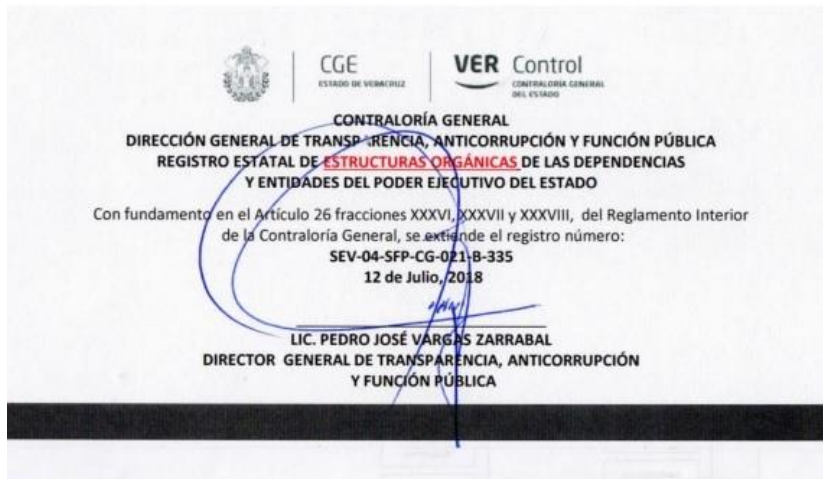 CGE
ESTADO DE VERACRUZ
VER Control
CONTRALORÍA GENERAL
DEL ESTADO
CONTRALORÍA GENERAL
DIRECCIÓN GENERAL DE TRANSPARENCIA, ANTICORRUPCIÓN Y FUNCIÓN PÚBLICA
REGISTRO ESTATAL DE ESTRUCTURAS ORGÁNICAS DE LAS DEPENDENCIAS
Y ENTIDADES DEL PODER EJECUTIVO DEL ESTADO
Con fundamento en el Artículo 26 fracciones XXXVI, XXXVII y XXXVIII, del Reglamento Interior
de la Contraloría General, se extiende el registro número:
SEV-04-SFP-CG-021-B-335
12 de Julio, 2018
LIC. PEDRO JOSÉ VARGAS ZARRABAL
DIRECTOR GENERAL DE TRANSPARENCIA, ANTICORRUPCIÓN
Y FUNCIÓN PÚBLICA